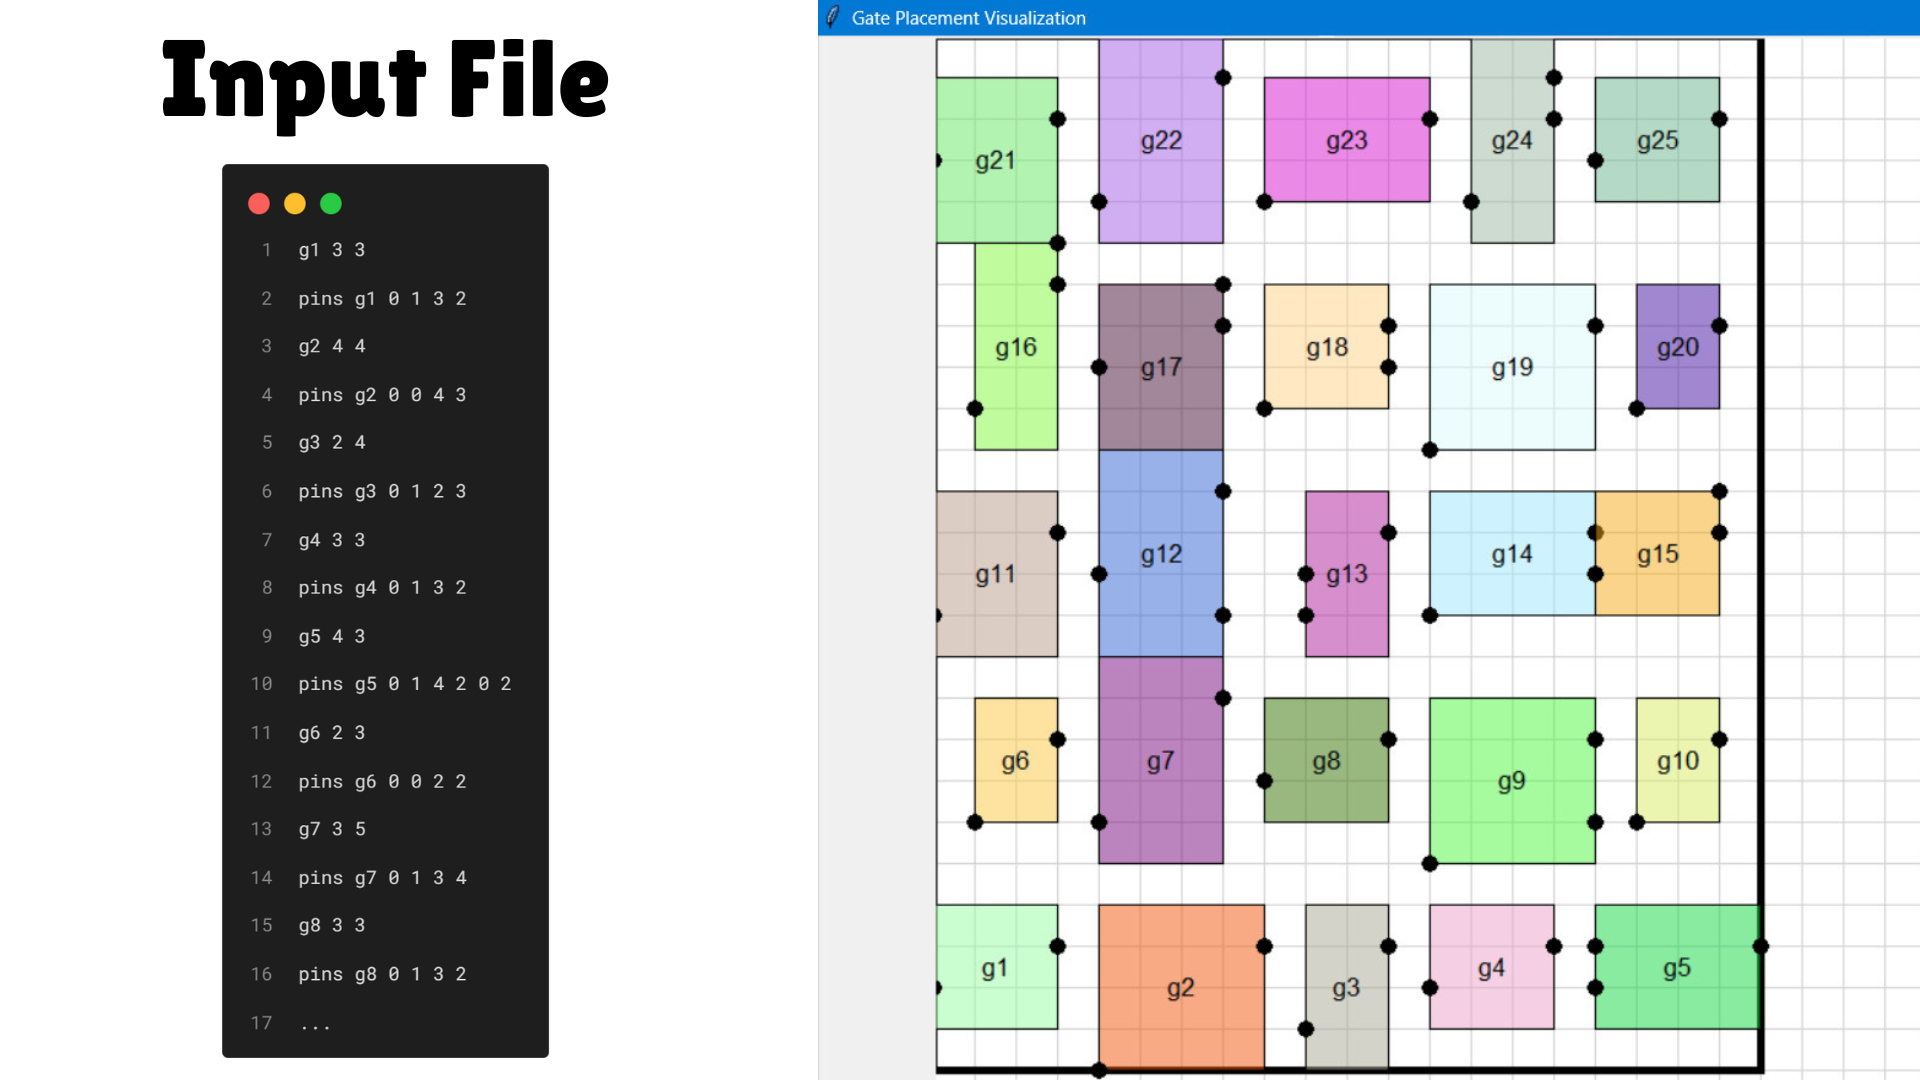 Input File
1 g1 3 3
2 pins g1 0 1 3 2
3 g2 4 4
4 pins g2 0 0 4 3
5 g3 2 4
6 pins g3 0 1 2 3
7 g4 3 3
8 pins g4 0 1 3 2
9 g5 4 3
10 pins g5 0 1 4 2 0 2
11 g6 2 3
12 pins g6 0 0 2 2
13 g7 3 5
14 pins g7 0 1 3 4
15 g8 3 3
16 pins g8 0 1 3 2
17 ...
Gate Placement Visualization
g21 g22 g23 g24 g25
g16 g17 g18 g19 g20
g11 g12 g13 g14 g15
g6 g7 g8 g9 g10
g1 g2 g3 g4 g5